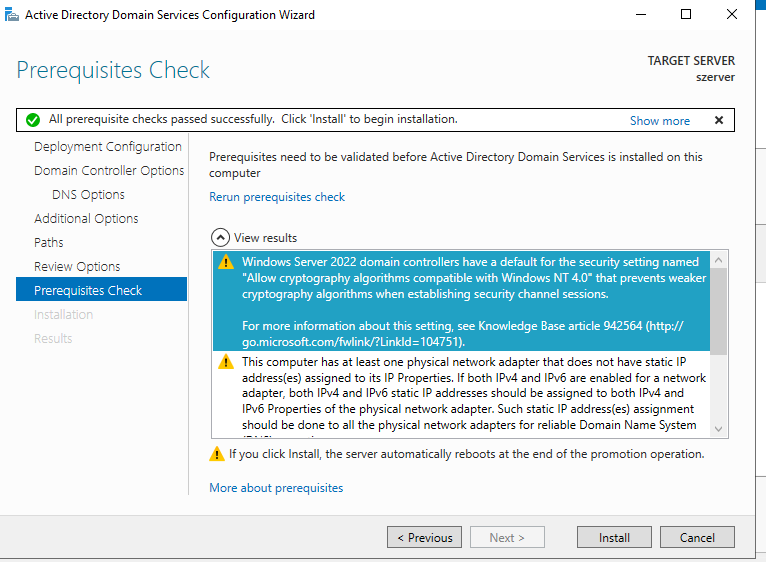 Active Directory Domain Services Configuration Wizard
Prerequisites Check
TARGET SERVER
szerver
All prerequisite checks passed successfully. Click 'Install' to begin installation.
Show more
Deployment Configuration
Domain Controller Options
DNS Options
Additional Options
Paths
Review Options
Prerequisites Check
Installation
Results
Prerequisites need to be validated before Active Directory Domain Services is installed on this
computer
Rerun prerequisites check
View results
Windows Server 2022 domain controllers have a default for the security setting named
"Allow cryptography algorithms compatible with Windows NT 4.0" that prevents weaker
cryptography algorithms when establishing security channel sessions.
For more information about this setting, see Knowledge Base article 942564 (http://
go.microsoft.com/fwlink/?LinkId=104751).
This computer has at least one physical network adapter that does not have static IP
address(es) assigned to its IP Properties. If both IPv4 and IPv6 are enabled for a network
adapter, both IPv4 and IPv6 static IP addresses should be assigned to both IPv4 and
IPv6 Properties of the physical network adapter. Such static IP address(es) assignment
should be done to all the physical network adapters for reliable Domain Name System
If you click Install, the server automatically reboots at the end of the promotion operation.
More about prerequisites
< Previous
Next >
Install
Cancel